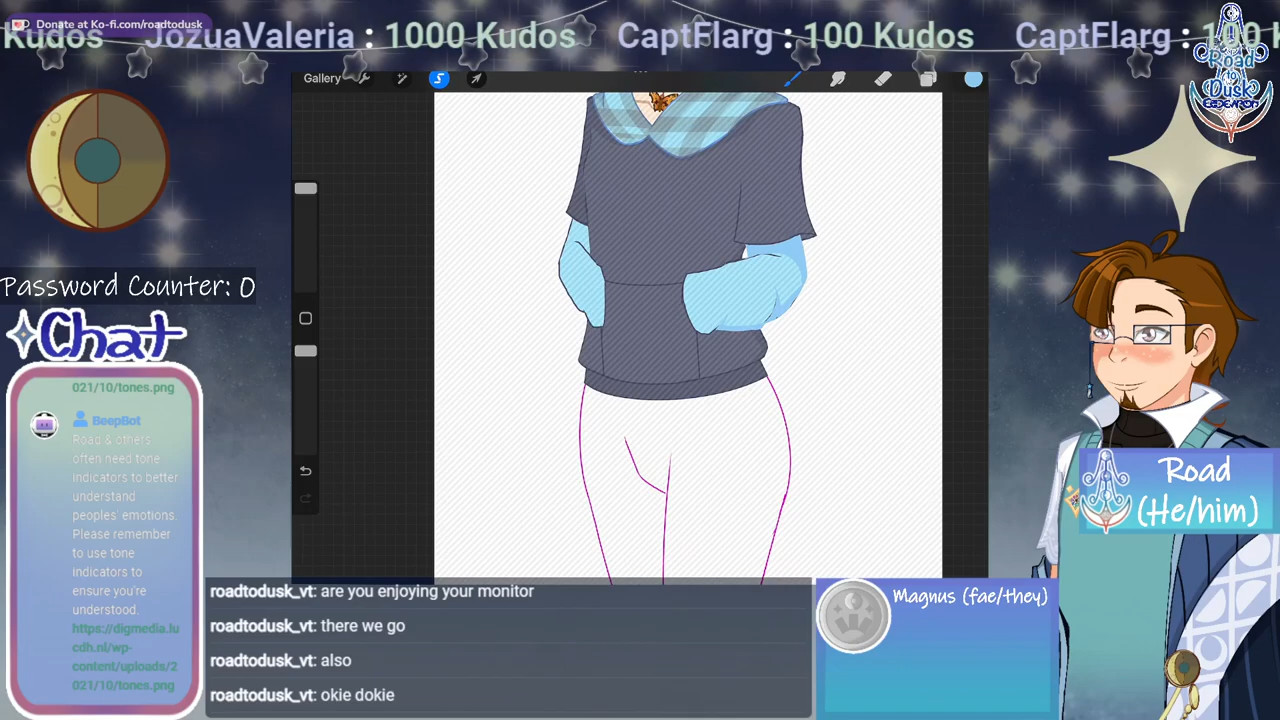 Donate at Ko-fi.com/roadtodusk
Kudos JozuaValeria : 1000 Kudos CaptFlarg : 100 Kudos CaptFlarg : 100 K
Road
to
Dusk
Gallery
Password Counter: 0
Chat
021/10/tones.png
BeepBot
Road & others
often need tone
indicators to better
understand
peoples' emotions.
Please remember
to use tone
indicators to
ensure you're
understood.
https://digmedia.lu
cdh.nl/wp-
content/uploads/2
021/10/tones.png
roadtodusk_vt: are you enjoying your monitor
roadtodusk_vt: there we go
roadtodusk_vt: also
roadtodusk_vt: okie dokie
Road
(He/him)
Magnus (fae/they)